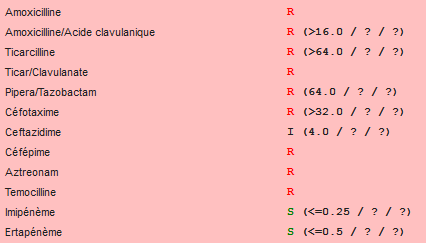 Amoxicilline R
Amoxicilline/Acide clavulanique R (>16.0 / ? / ?)
Ticarcilline R (>64.0 / ? / ?)
Ticar/Clavulanate R
Pipera/Tazobactam R (64.0 / ? / ?)
Céfotaxime R (>32.0 / ? / ?)
Ceftazidime I (4.0 / ? / ?)
Céfépime R
Aztreonam R
Temocilline R
Imipénème S (<=0.25 / ? / ?)
Ertapénème S (<=0.5 / ? / ?)